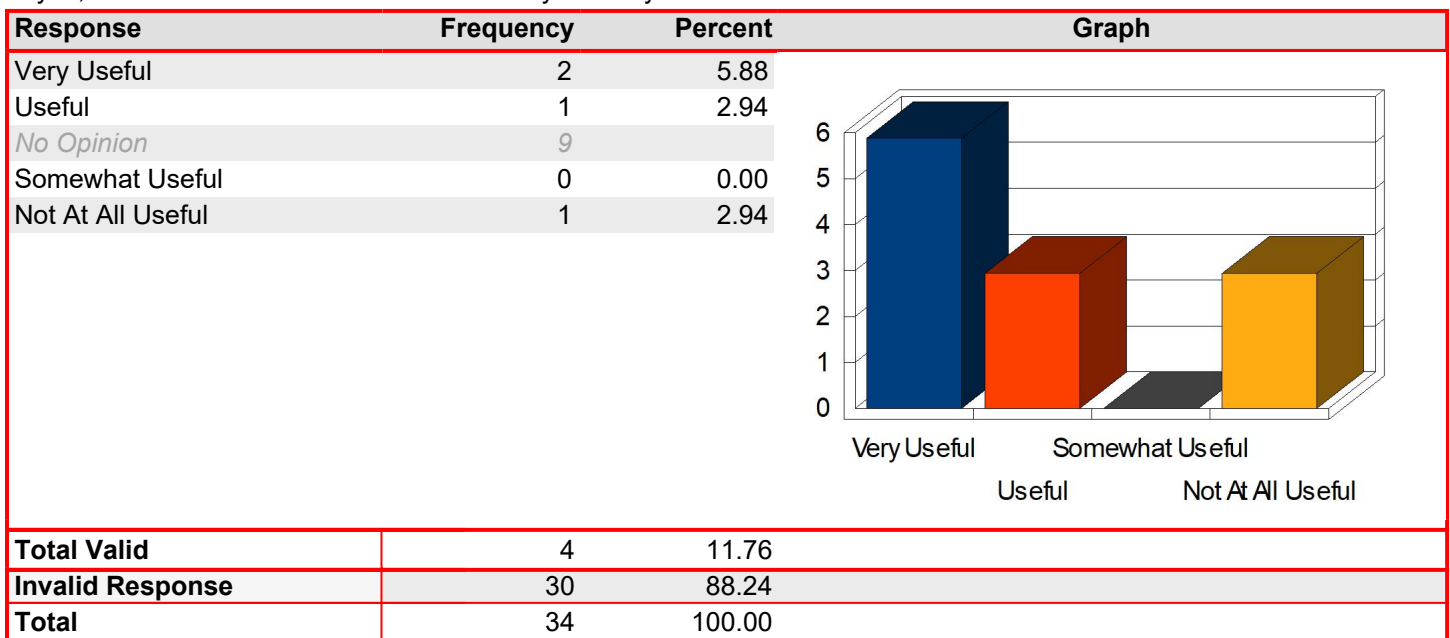 Response Frequency Percent Graph
Very Useful 2 5.88
Useful 1 2.94
No Opinion 9
Somewhat Useful 0 0.00
Not At All Useful 1 2.94
6
5
4
3
2
1
0
Very Useful Somewhat Useful
Useful Not At All Useful
Total Valid 4 11.76
Invalid Response 30 88.24
Total 34 100.00